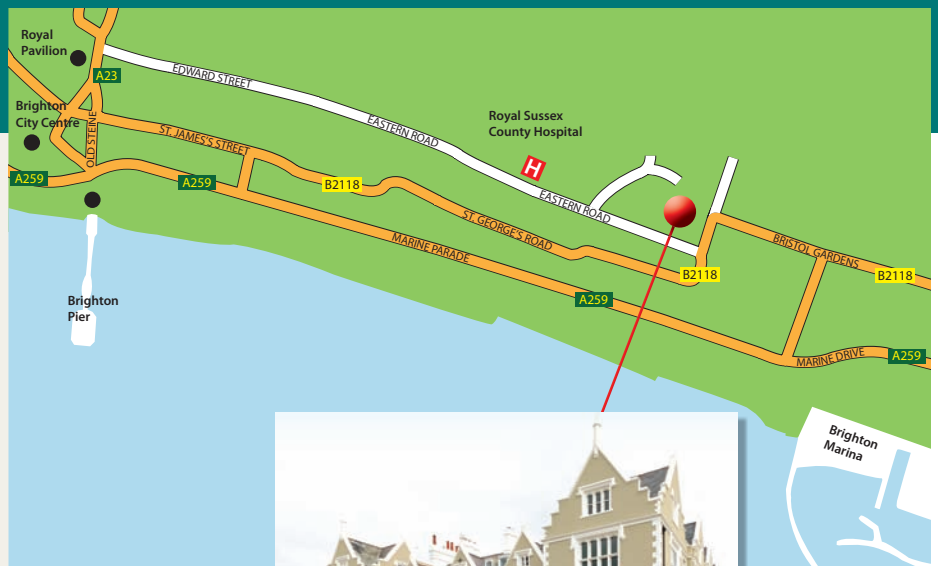 Royal
Pavilion
A23
EDWARD STREET
Brighton
City Centre
OLD STEINE
ST. JAMES'S STREET
EASTERN ROAD
Royal Sussex
County Hospital
H
EASTERN ROAD
A259
A259
B2118
ST. GEORGE'S ROAD
MARINE PARADE
BRISTOL GARDENS
B2118
B2118
A259
MARINE DRIVE
A259
Brighton
Pier
Brighton
Marina